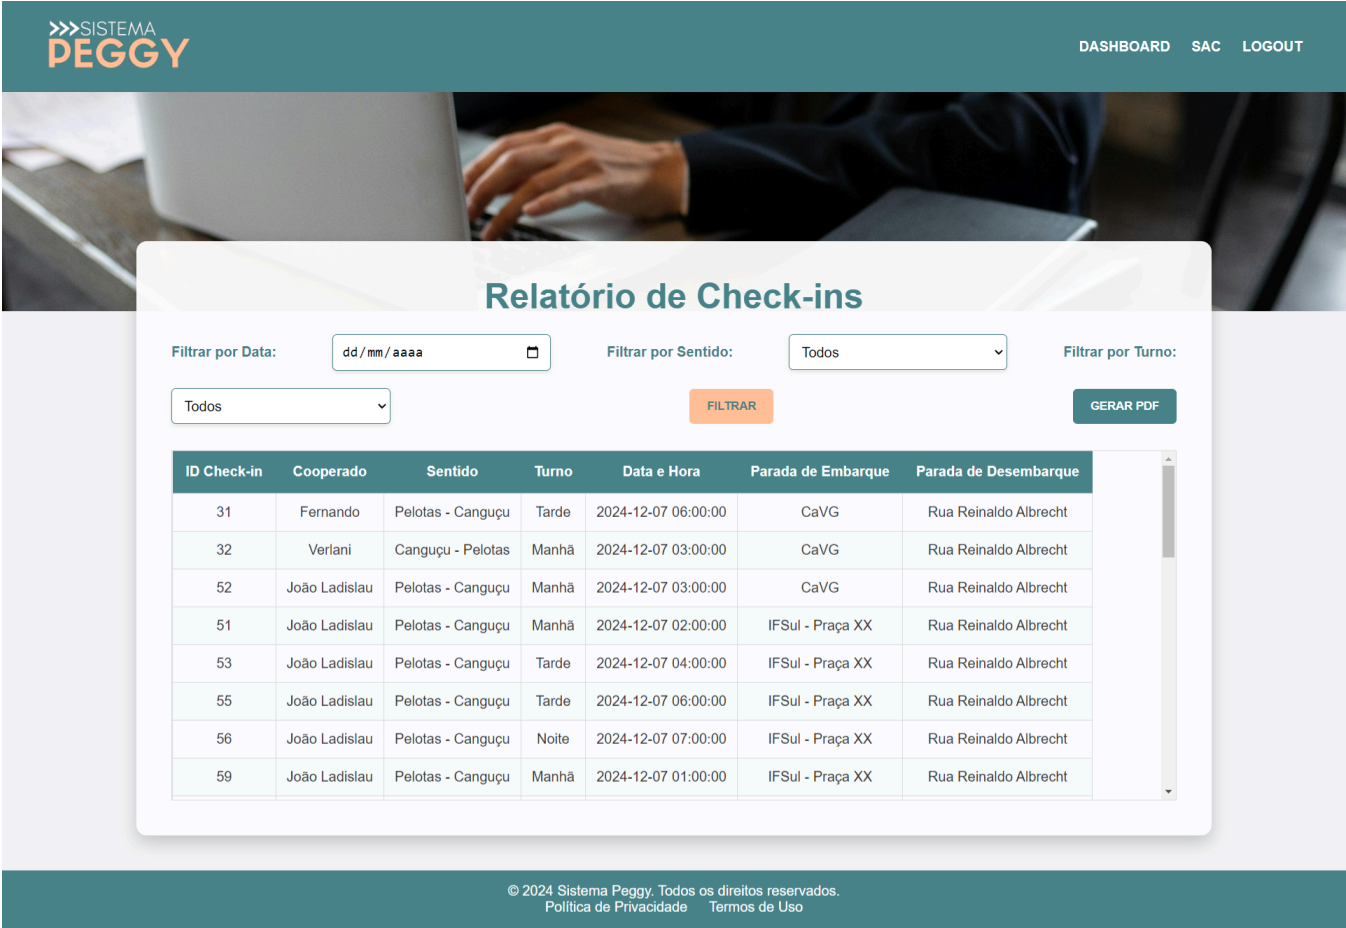 >>>SISTEMA
PEGGY
DASHBOARD SAC LOGOUT
Relatório de Check-ins
Filtrar por Data: dd/mm/aaaa Filtrar por Sentido: Todos Filtrar por Turno:
Todos FILTRAR GERAR PDF
ID Check-in Cooperado Sentido Turno Data e Hora Parada de Embarque Parada de Desembarque
31 Fernando Pelotas - Canguçu Tarde 2024-12-07 06:00:00 CaVG Rua Reinaldo Albrecht
32 Verlani Canguçu - Pelotas Manhã 2024-12-07 03:00:00 CaVG Rua Reinaldo Albrecht
52 João Ladislau Pelotas - Canguçu Manhã 2024-12-07 03:00:00 CaVG Rua Reinaldo Albrecht
51 João Ladislau Pelotas - Canguçu Manhã 2024-12-07 02:00:00 IFSul - Praça XX Rua Reinaldo Albrecht
53 João Ladislau Pelotas - Canguçu Tarde 2024-12-07 04:00:00 IFSul - Praça XX Rua Reinaldo Albrecht
55 João Ladislau Pelotas - Canguçu Tarde 2024-12-07 06:00:00 IFSul - Praça XX Rua Reinaldo Albrecht
56 João Ladislau Pelotas - Canguçu Noite 2024-12-07 07:00:00 IFSul - Praça XX Rua Reinaldo Albrecht
59 João Ladislau Pelotas - Canguçu Manhã 2024-12-07 01:00:00 IFSul - Praça XX Rua Reinaldo Albrecht
© 2024 Sistema Peggy. Todos os direitos reservados.
Política de Privacidade Termos de Uso